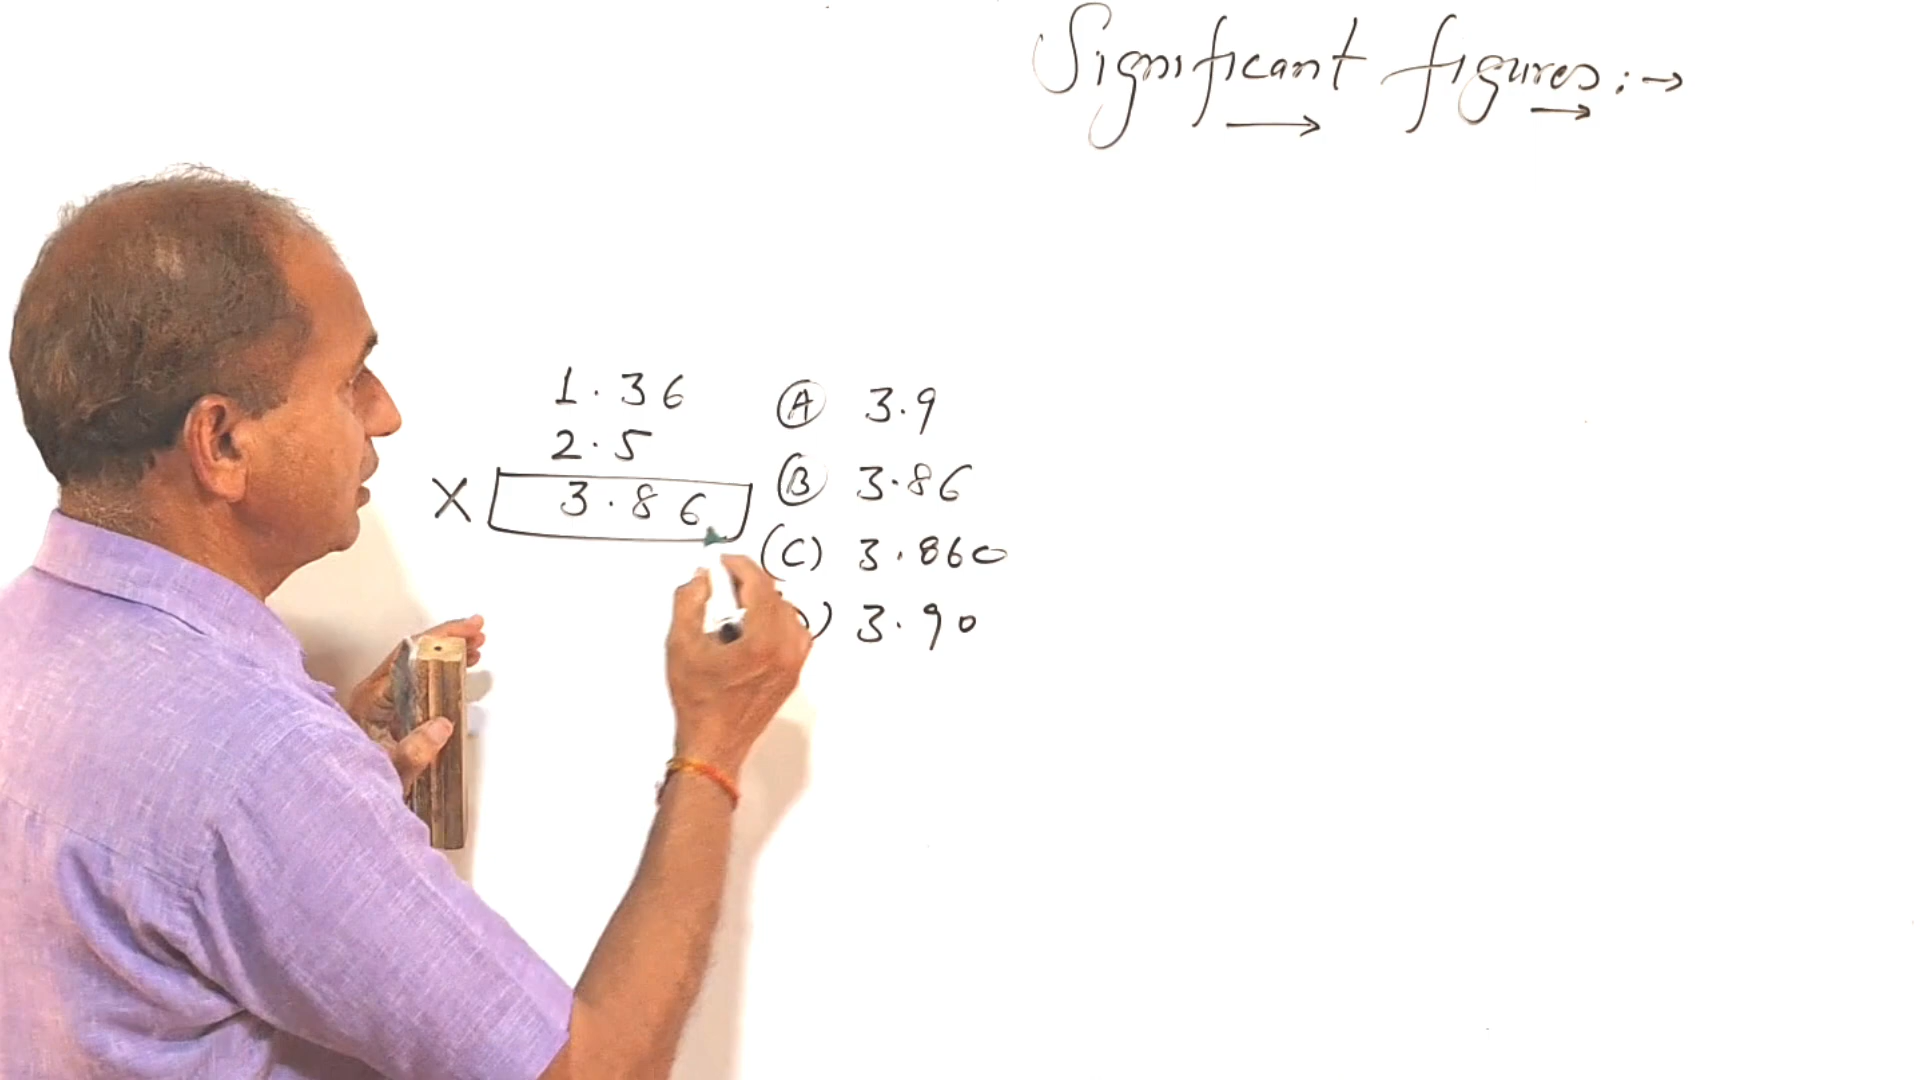 Significant figures :→
1.36
2.5
X 3.86
(A) 3.9
(B) 3.86
(C) 3.860
) 3.90